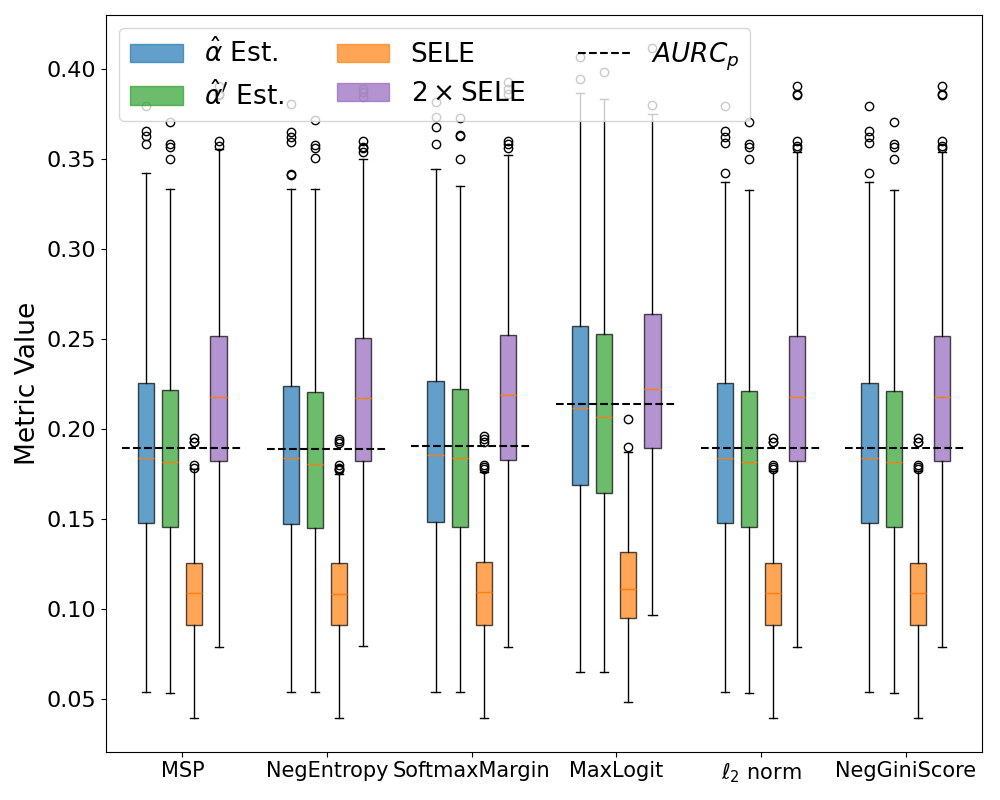 α̂ Est. SELE AURC_p
α̂′ Est. 2 × SELE
Metric Value
0.40
0.35
0.30
0.25
0.20
0.15
0.10
0.05
MSP NegEntropy SoftmaxMargin MaxLogit ℓ₂ norm NegGiniScore